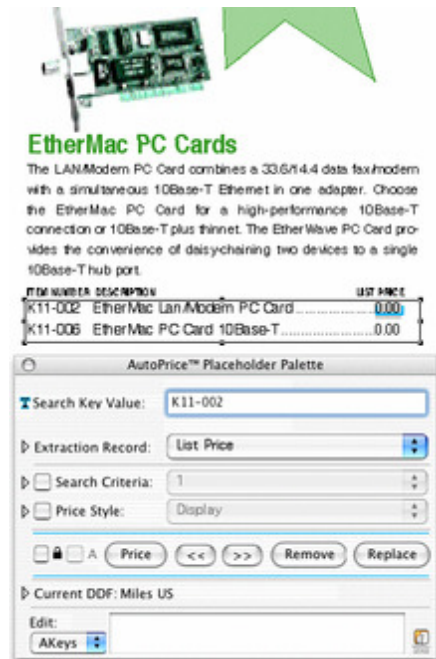 EtherMac PC Cards
The LAN/Modem PC Card combines a 33.6/14.4 data fax/modem
with a simultaneous 10Base-T Ethernet in one adapter. Choose
the EtherMac PC Card for a high-performance 10Base-T
connection or 10Base-T plus thinnet. The EtherWave PC Card pro-
vides the convenience of daisy-chaining two devices to a single
10Base-T hub port.
ITEM NUMBER DESCRIPTION LIST PRICE
K11-002 EtherMac Lan/Modem PC Card....................0.00
K11-006 EtherMac PC Card 10Base-T.......................0.00
AutoPrice™ Placeholder Palette
Search Key Value: K11-002
Extraction Record: List Price
Search Criteria: 1
Price Style: Display
A Price << >> Remove Replace
Current DDF: Miles US
Edit:
AKeys